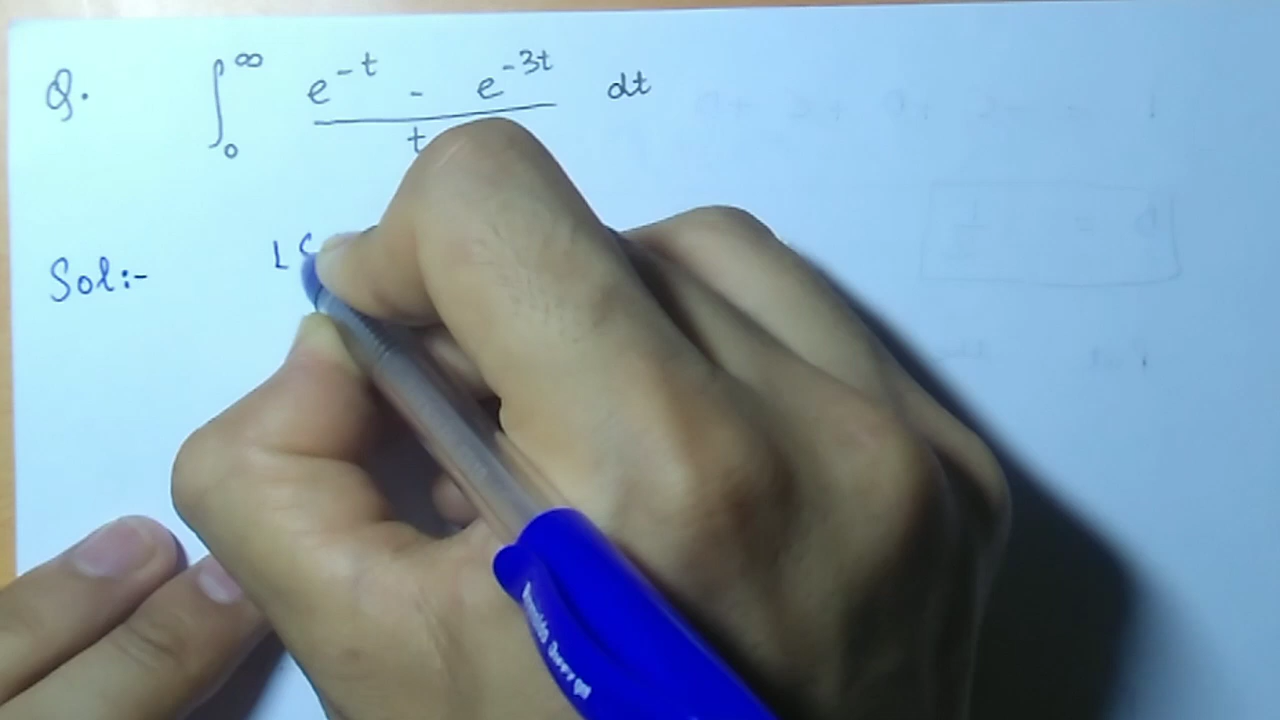 Q. ∫₀^∞ (e^{-t} - e^{-3t})/t dt
Sol:- L